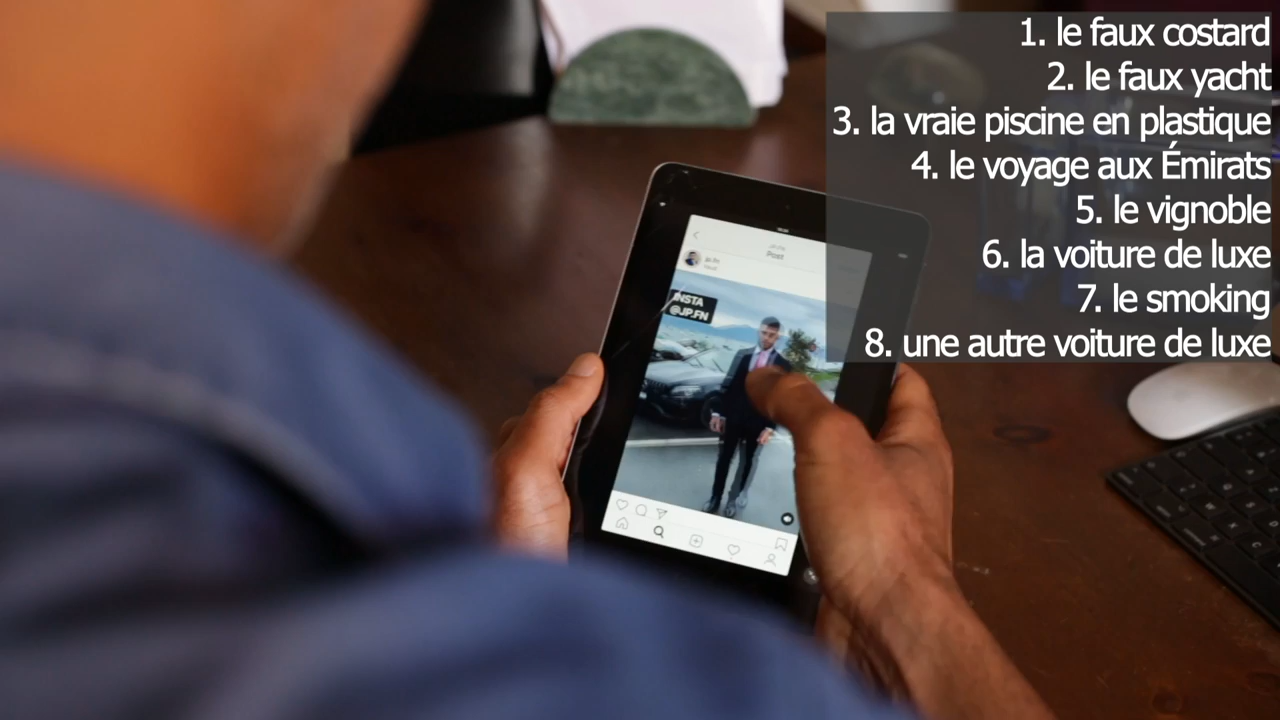 1. le faux costard
2. le faux yacht
3. la vraie piscine en plastique
4. le voyage aux Émirats
5. le vignoble
6. la voiture de luxe
7. le smoking
8. une autre voiture de luxe
Post
INSTA
@JP.FN